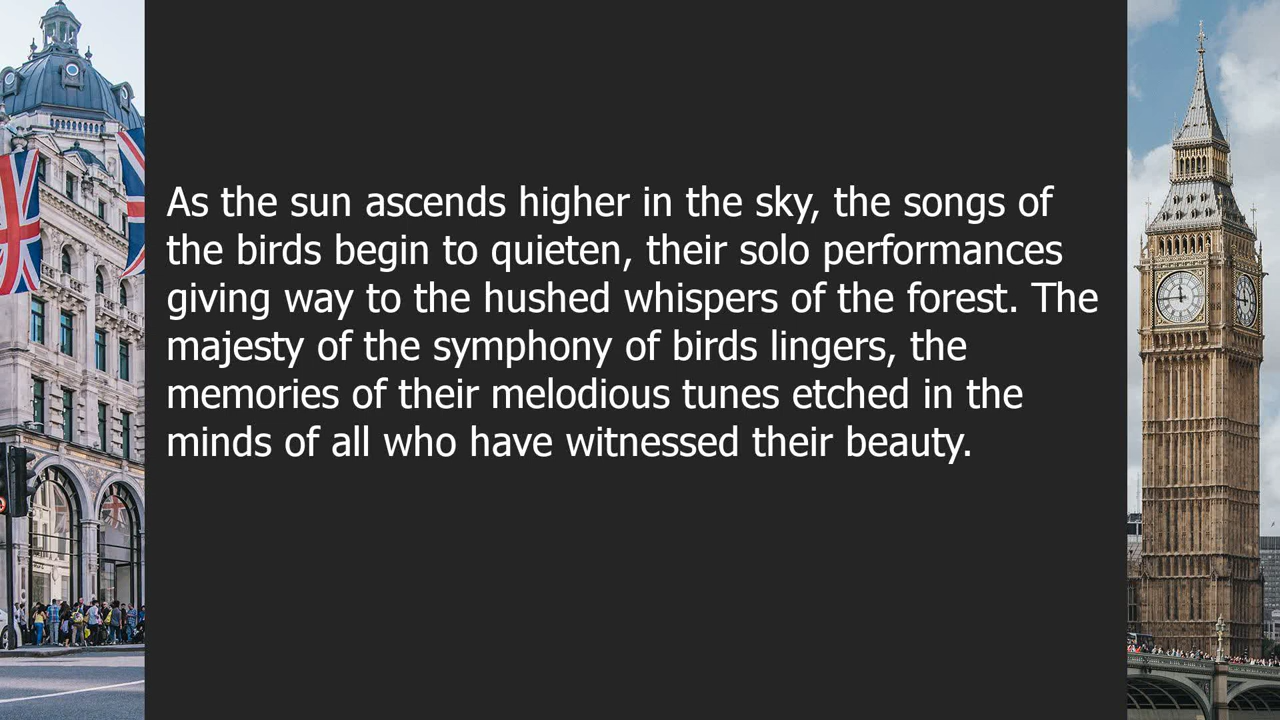 As the sun ascends higher in the sky, the songs of
the birds begin to quieten, their solo performances
giving way to the hushed whispers of the forest. The
majesty of the symphony of birds lingers, the
memories of their melodious tunes etched in the
minds of all who have witnessed their beauty.